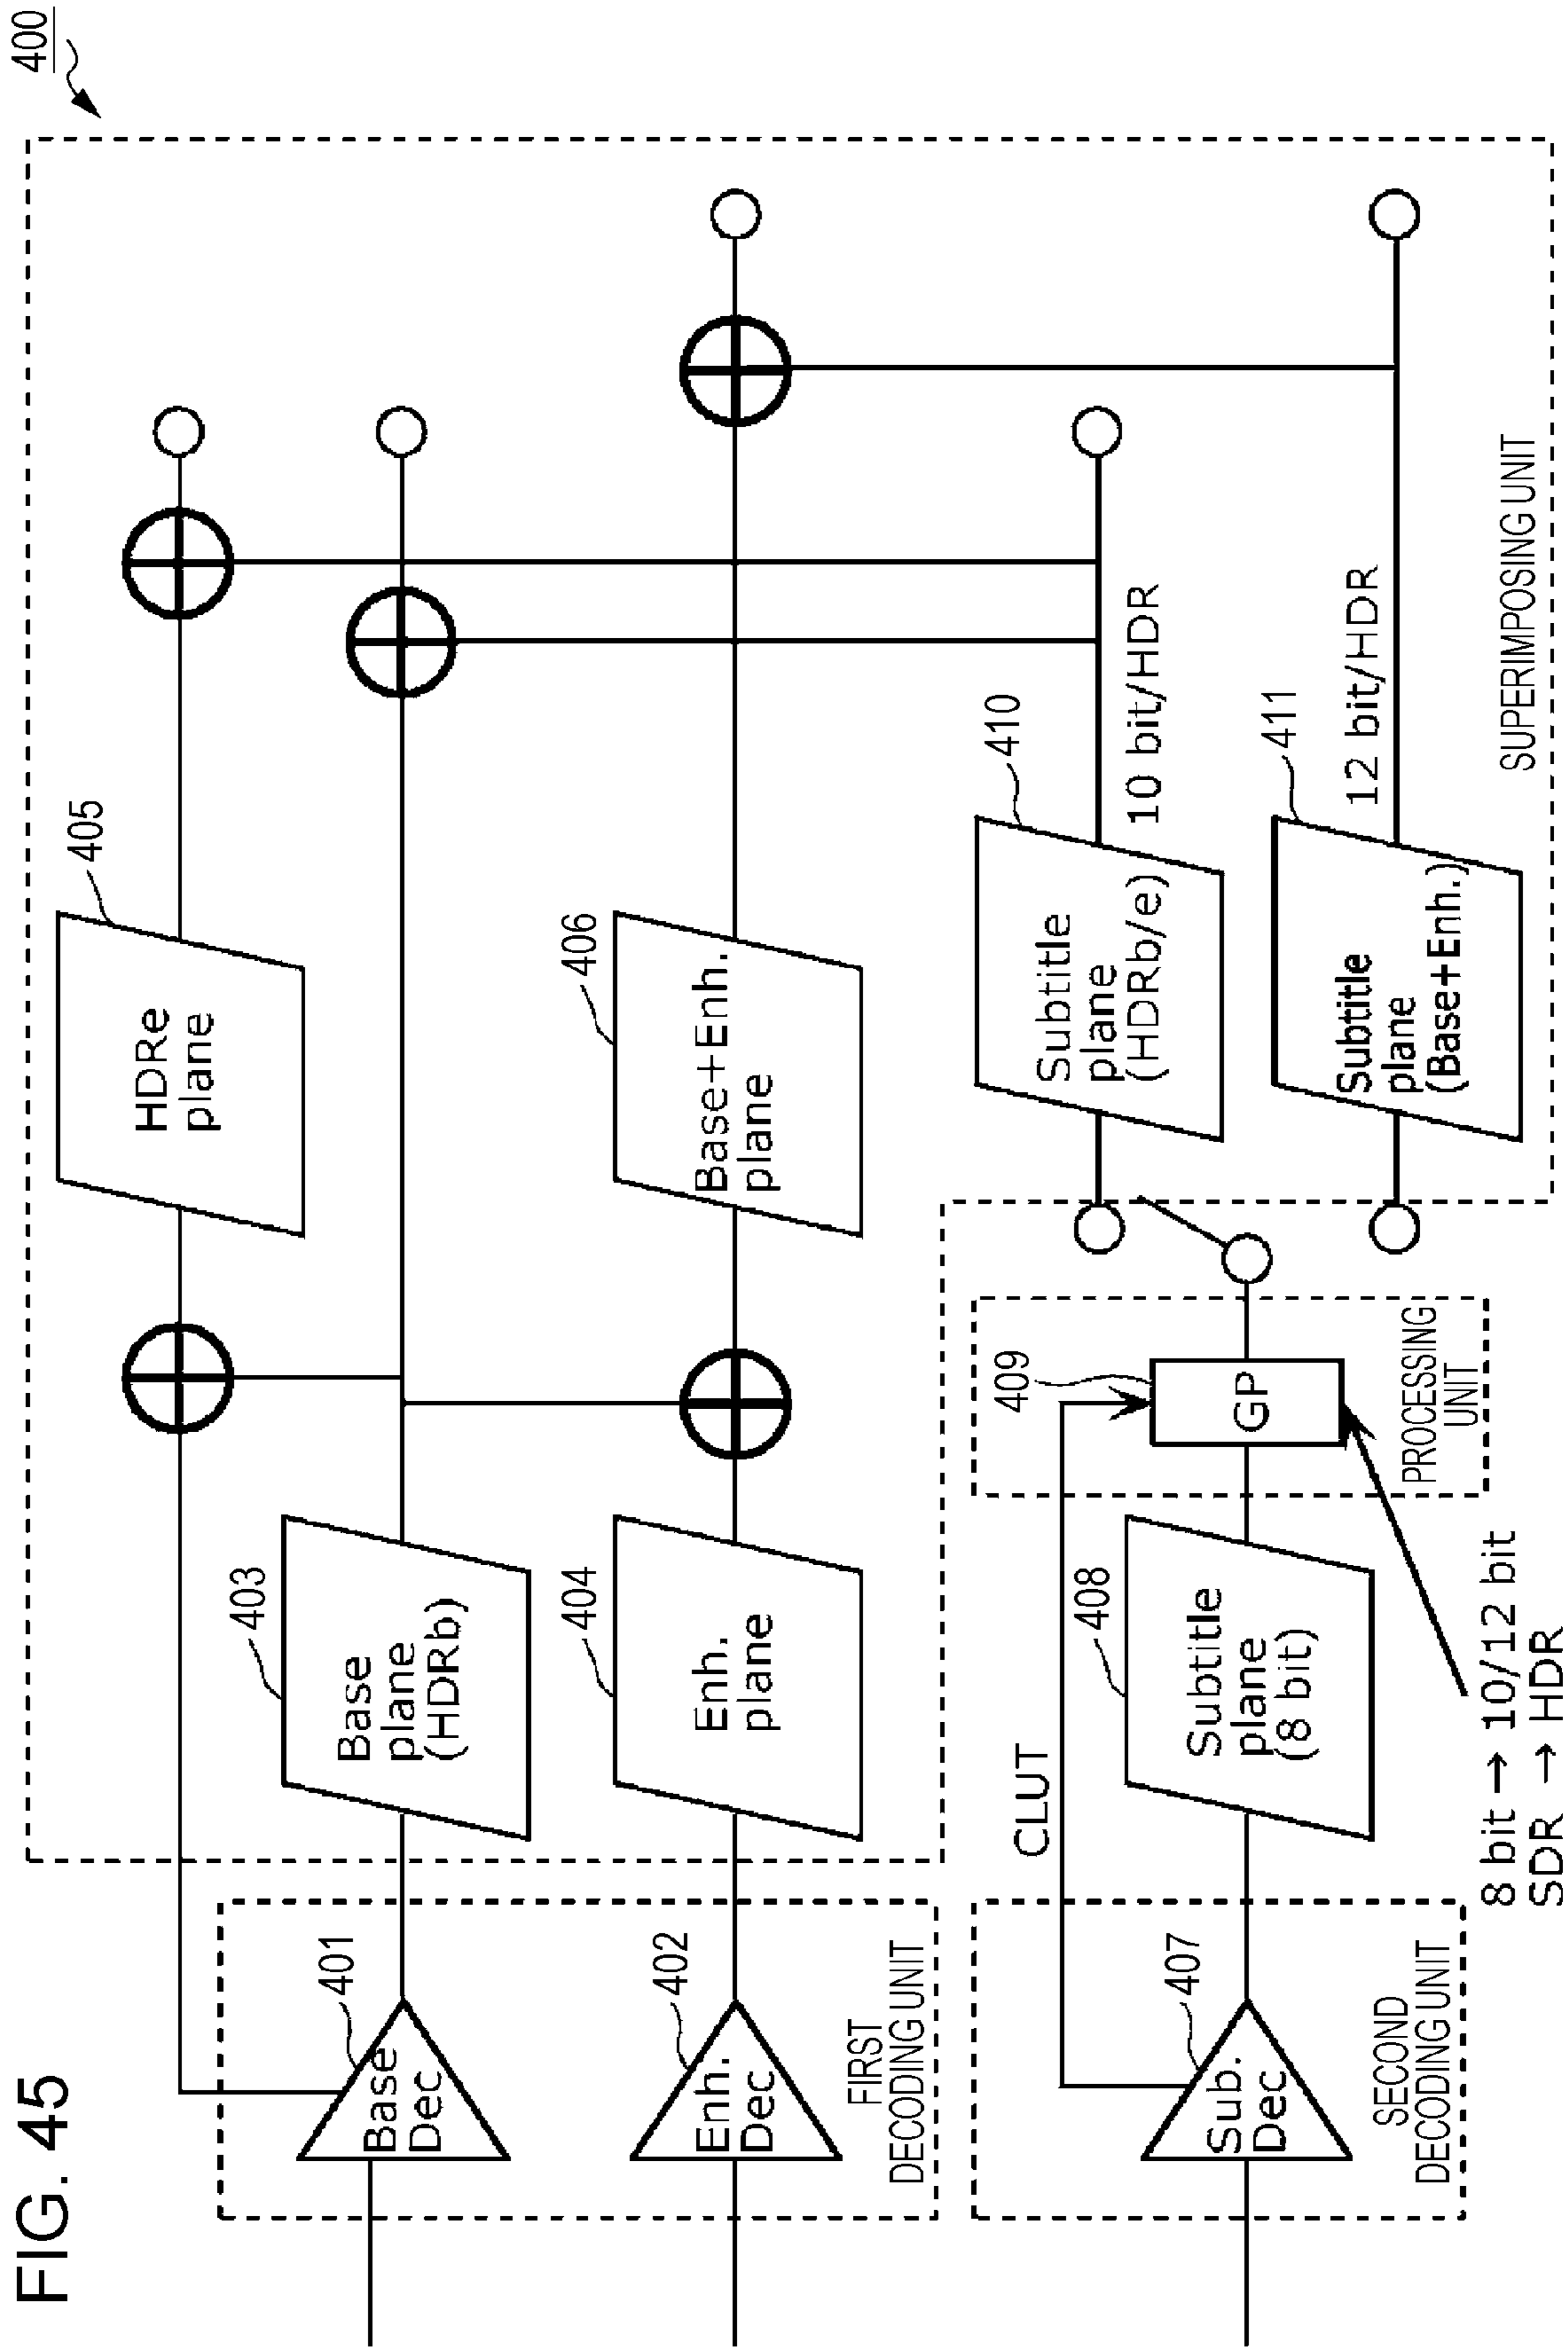 FIG. 45
400
401
Base
Dec
402
Enh.
Dec
FIRST
DECODING UNIT
403
Base
plane
(HDRb)
404
Enh.
plane
405
HDRe
plane
406
Base+Enh.
plane
407
Sub.
Dec
SECOND
DECODING UNIT
CLUT
408
Subtitle
plane
(8 bit)
409
GP
PROCESSING
UNIT
8 bit → 10/12 bit
SDR → HDR
410
Subtitle
plane
(HDRb/e)
10 bit/HDR
411
Subtitle
plane
(Base+Enh.)
12 bit/HDR
SUPERIMPOSING UNIT